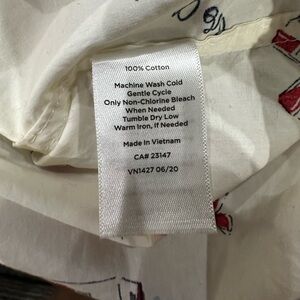 100% Cotton
Machine Wash Cold
Gentle Cycle
Only Non-Chlorine Bleach
When Needed
Tumble Dry Low
Warm Iron, If Needed
Made in Vietnam
CA# 23147
VN1427 06/20